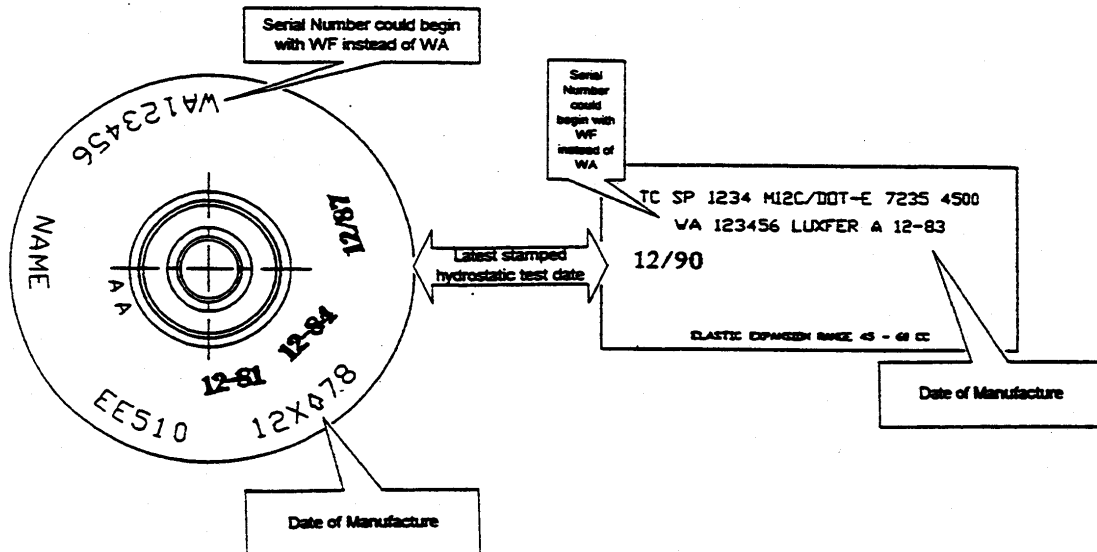 Serial Number could begin
with WF instead of WA
WA123456
NAME
A A
12/87
12-84
12-81
EE510
12X◊78
Date of Manufacture
Latest stamped
hydrostatic test date
Serial
Number
could
begin with
WF
instead of
WA
TC SP 1234 M12C/DOT-E 7235 4500
WA 123456 LUXFER A 12-83
12/90
ELASTIC EXPANSION RANGE 45 - 60 CC
Date of Manufacture